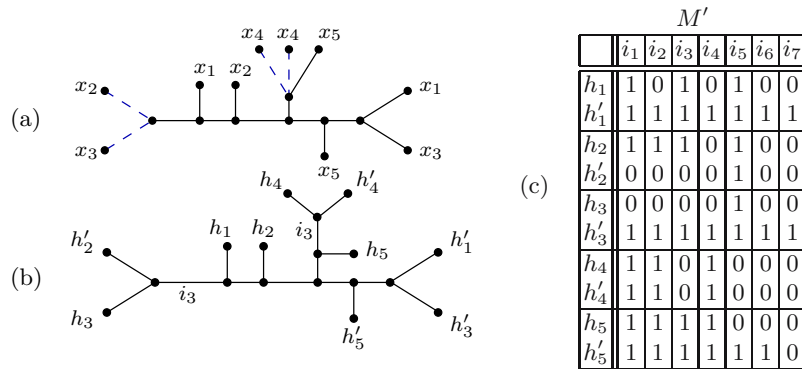 (a)
x₂
x₃
x₁
x₂
x₄
x₄
x₅
x₅
x₁
x₃
(b)
h′₂
h₃
i₃
h₁
h₂
h₄
h′₄
i₃
h₅
h′₅
h′₁
h′₃
(c)
M′
i₁ i₂ i₃ i₄ i₅ i₆ i₇
h₁ 1 0 1 0 1 0 0
h′₁ 1 1 1 1 1 1 1
h₂ 1 1 1 0 1 0 0
h′₂ 0 0 0 0 1 0 0
h₃ 0 0 0 0 1 0 0
h′₃ 1 1 1 1 1 1 1
h₄ 1 1 0 1 0 0 0
h′₄ 1 1 0 1 0 0 0
h₅ 1 1 1 1 0 0 0
h′₅ 1 1 1 1 1 1 0